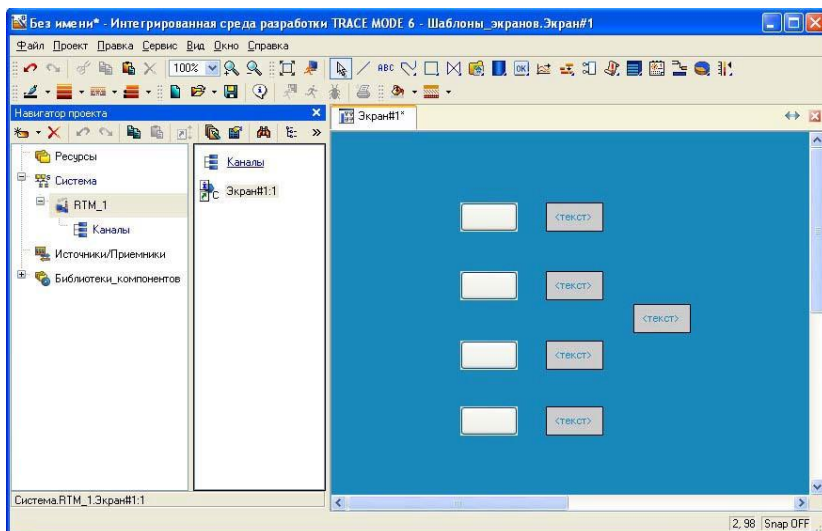 Без имени* - Интегрированная среда разработки TRACE MODE 6 - Шаблоны_экранов.Экран#1
Файл Проект Правка Сервис Вид Окно Справка
100%
ABC
OK
Навигатор проекта
Экран#1*
Ресурсы
Система
RTM_1
Каналы
Источники/Приемники
Библиотеки_компонентов
Каналы
C Экран#1:1
<текст>
<текст>
<текст>
<текст>
<текст>
Система.RTM_1.Экран#1:1
2, 98 Snap OFF